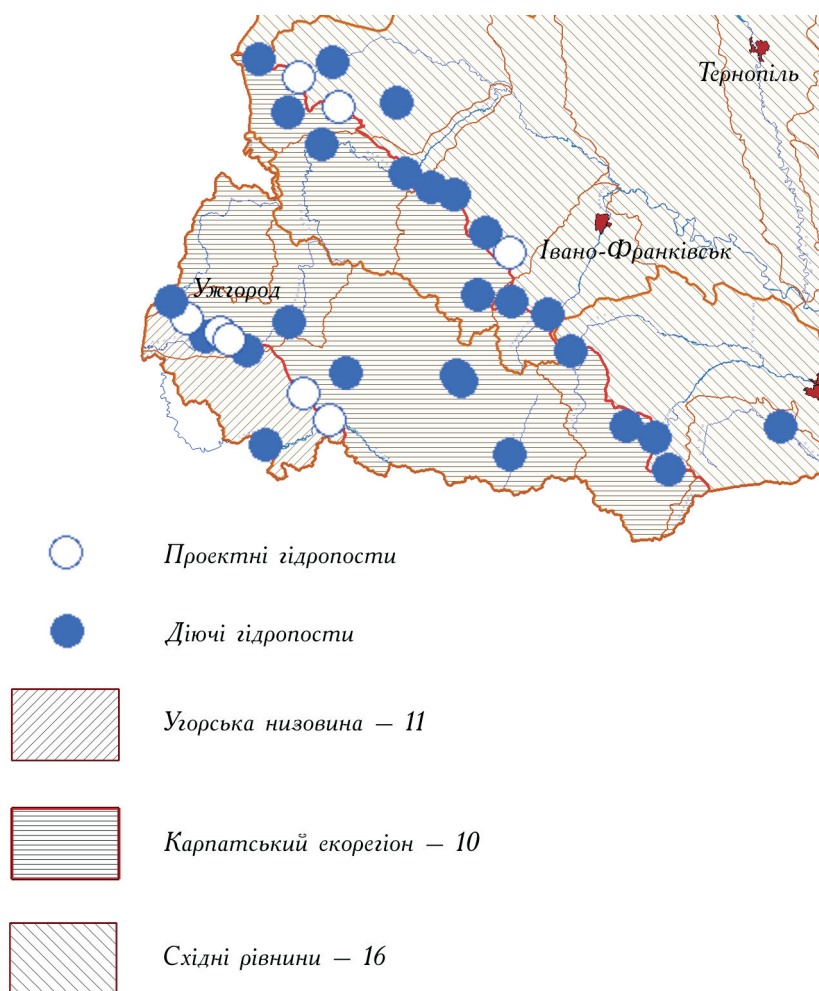 Тернопіль
Івано-Франківськ
Ужгород
Проектні гідропости
Діючі гідропости
Угорська низовина – 11
Карпатський екорегіон – 10
Східні рівнини – 16